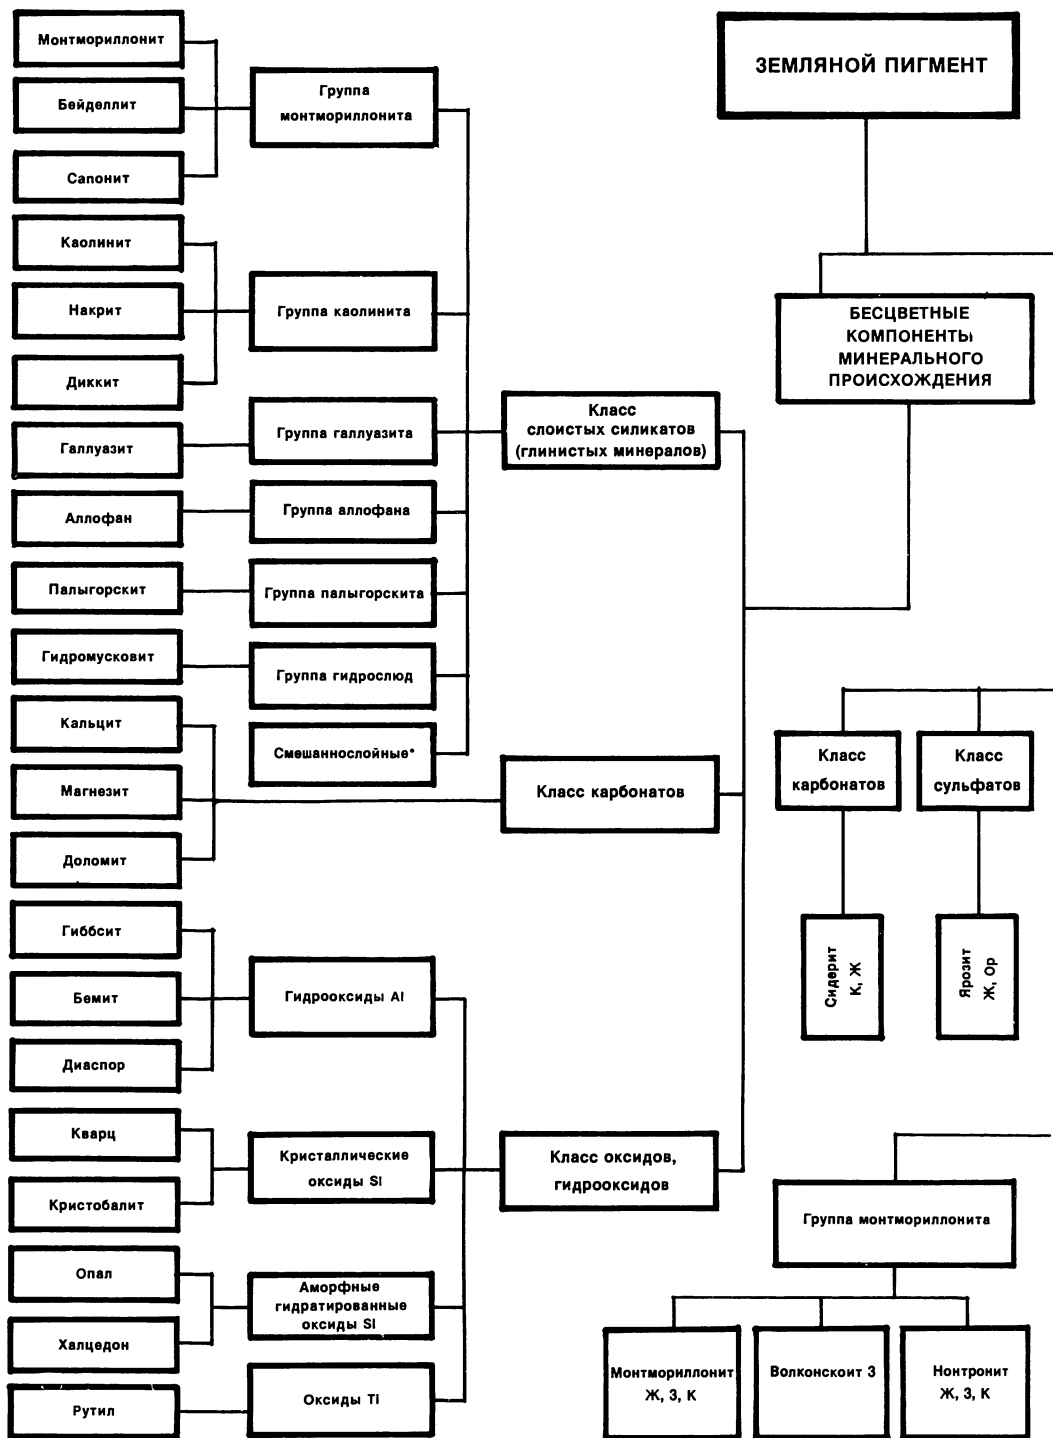 ЗЕМЛЯНОЙ ПИГМЕНТ
БЕСЦВЕТНЫЕ
КОМПОНЕНТЫ
МИНЕРАЛЬНОГО
ПРОИСХОЖДЕНИЯ
Класс
слоистых силикатов
(глинистых минералов)
Группа
монтмориллонита
Монтмориллонит
Бейделлит
Сапонит
Группа каолинита
Каолинит
Накрит
Диккит
Группа галлуазита
Галлуазит
Группа аллофана
Аллофан
Группа палыгорскита
Палыгорскит
Группа гидрослюд
Гидромусковит
Смешаннослойные*
Класс карбонатов
Кальцит
Магнезит
Доломит
Класс оксидов,
гидрооксидов
Гидрооксиды Al
Гиббсит
Бемит
Диаспор
Кристаллические
оксиды Si
Кварц
Кристобалит
Аморфные
гидратированные
оксиды Si
Опал
Халцедон
Оксиды Ti
Рутил
Класс
карбонатов
Сидерит
К, Ж
Класс
сульфатов
Ярозит
Ж, Ор
Группа монтмориллонита
Монтмориллонит
Ж, З, К
Волконскоит З
Нонтронит
Ж, З, К